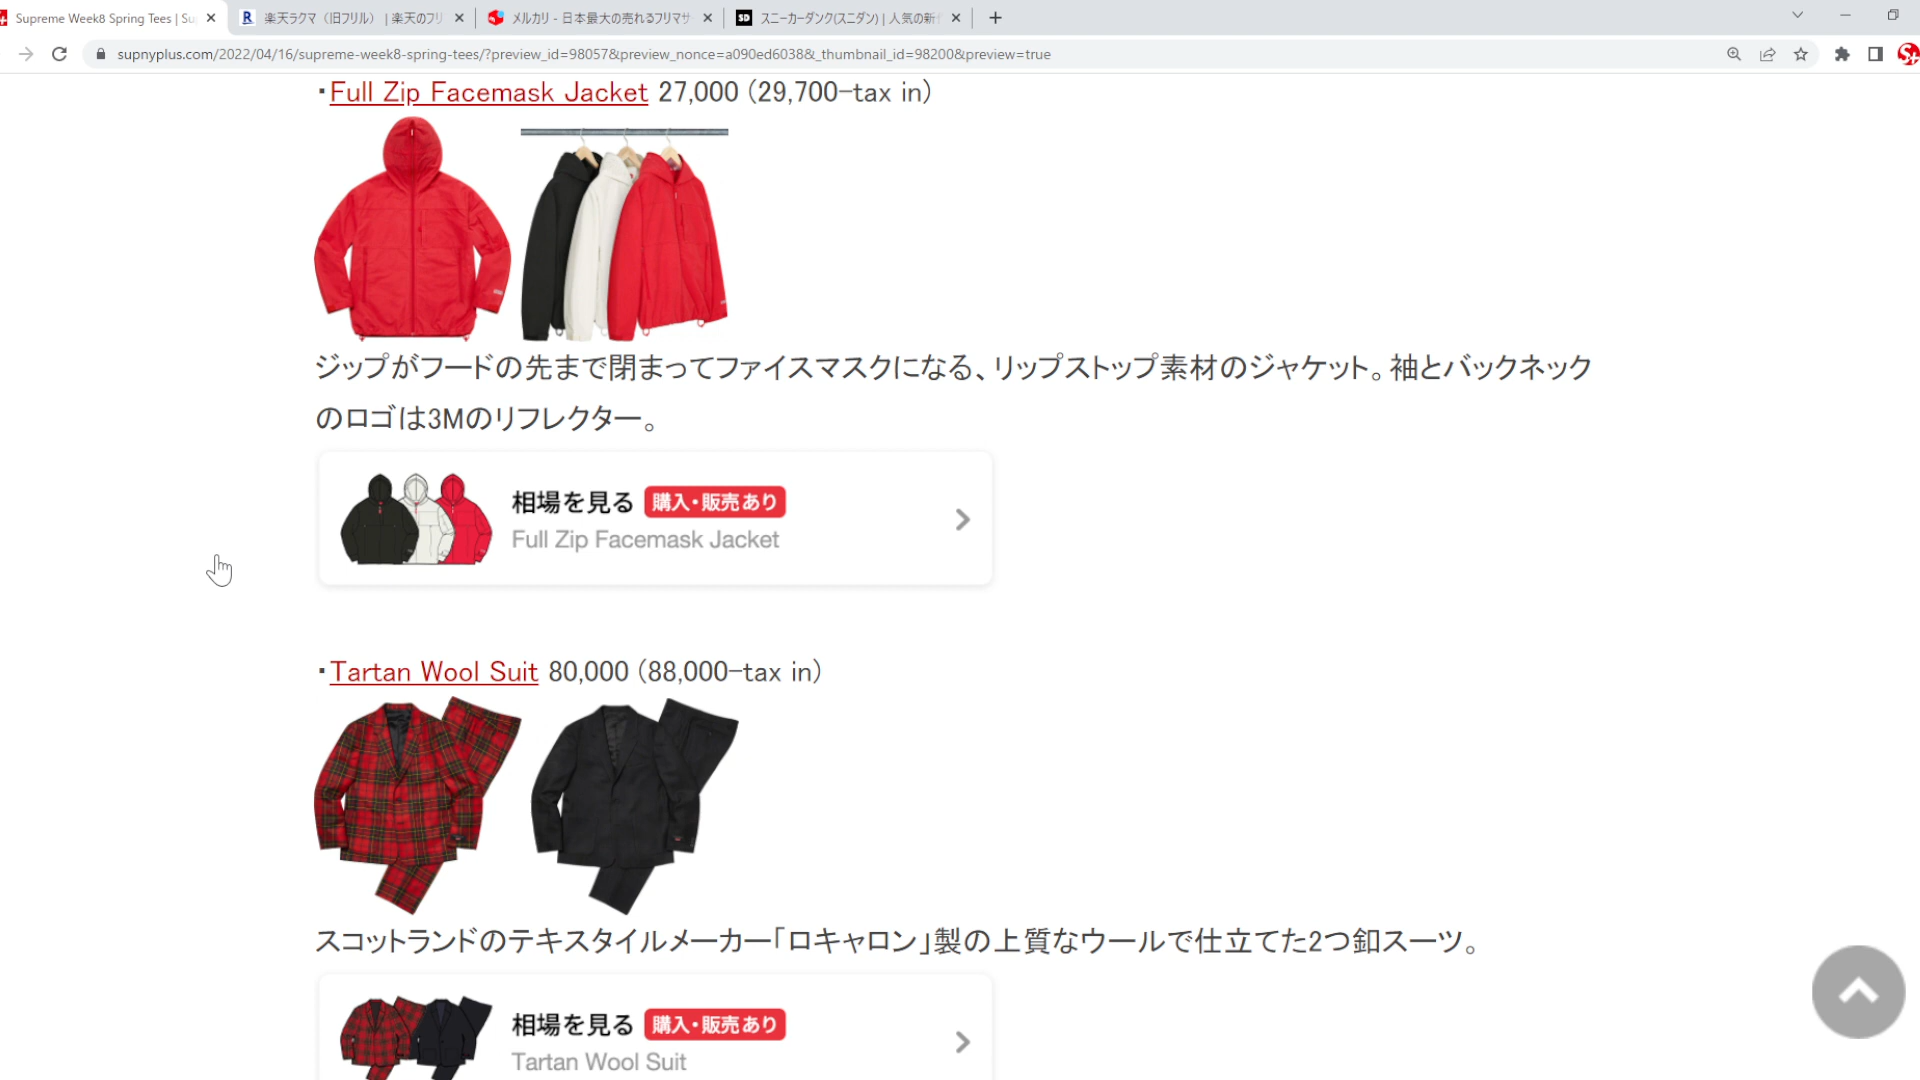 Supreme Week8 Spring Tees | Su
楽天ラクマ（旧フリル） | 楽天のフリ
メルカリ - 日本最大の売れるフリマサ
スニーカーダンク(スニダン) | 人気の新
supnyplus.com/2022/04/16/supreme-week8-spring-tees/?preview_id=98057&preview_nonce=a090ed6038&_thumbnail_id=98200&preview=true
・Full Zip Facemask Jacket 27,000 (29,700-tax in)
ジップがフードの先まで閉まってファイスマスクになる、リップストップ素材のジャケット。袖とバックネック
のロゴは3Mのリフレクター。
相場を見る 購入・販売あり
Full Zip Facemask Jacket
・Tartan Wool Suit 80,000 (88,000-tax in)
スコットランドのテキスタイルメーカー「ロキャロン」製の上質なウールで仕立てた2つ釦スーツ。
相場を見る 購入・販売あり
Tartan Wool Suit